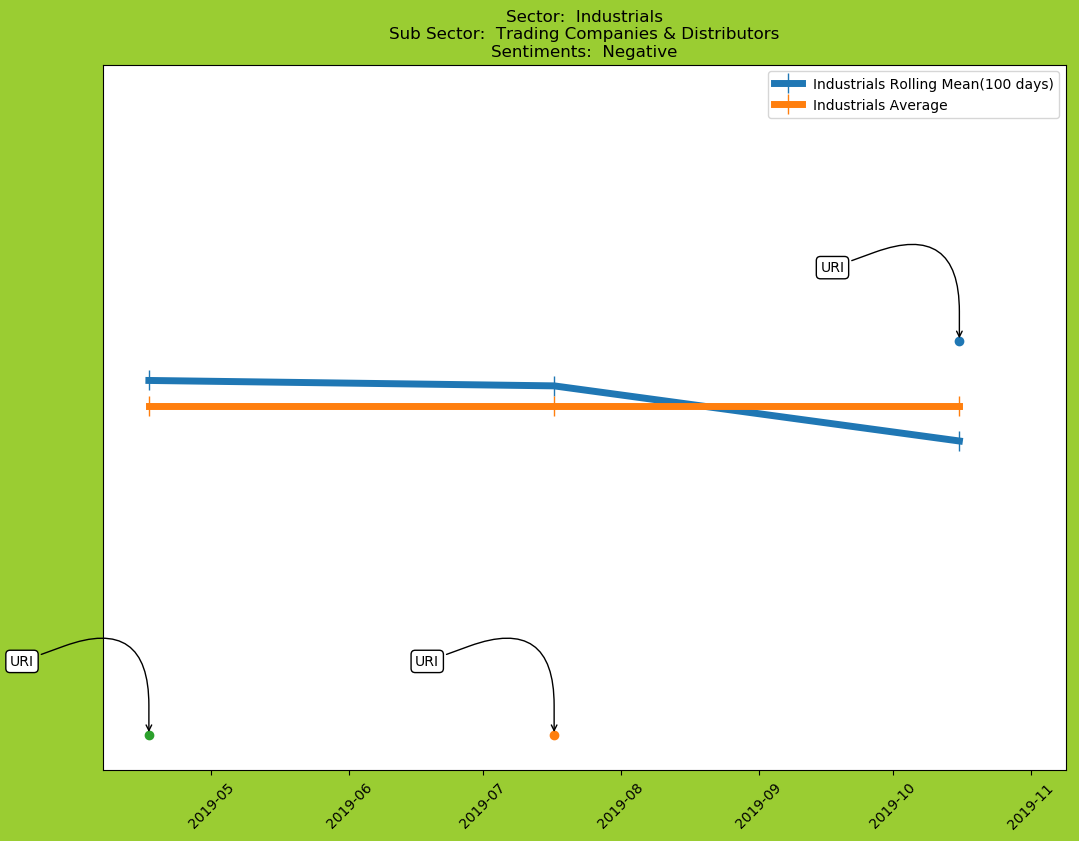 Sector:  Industrials
Sub Sector:  Trading Companies & Distributors
Sentiments:  Negative
Industrials Rolling Mean(100 days)
Industrials Average
URI
URI
URI
2019-05
2019-06
2019-07
2019-08
2019-09
2019-10
2019-11